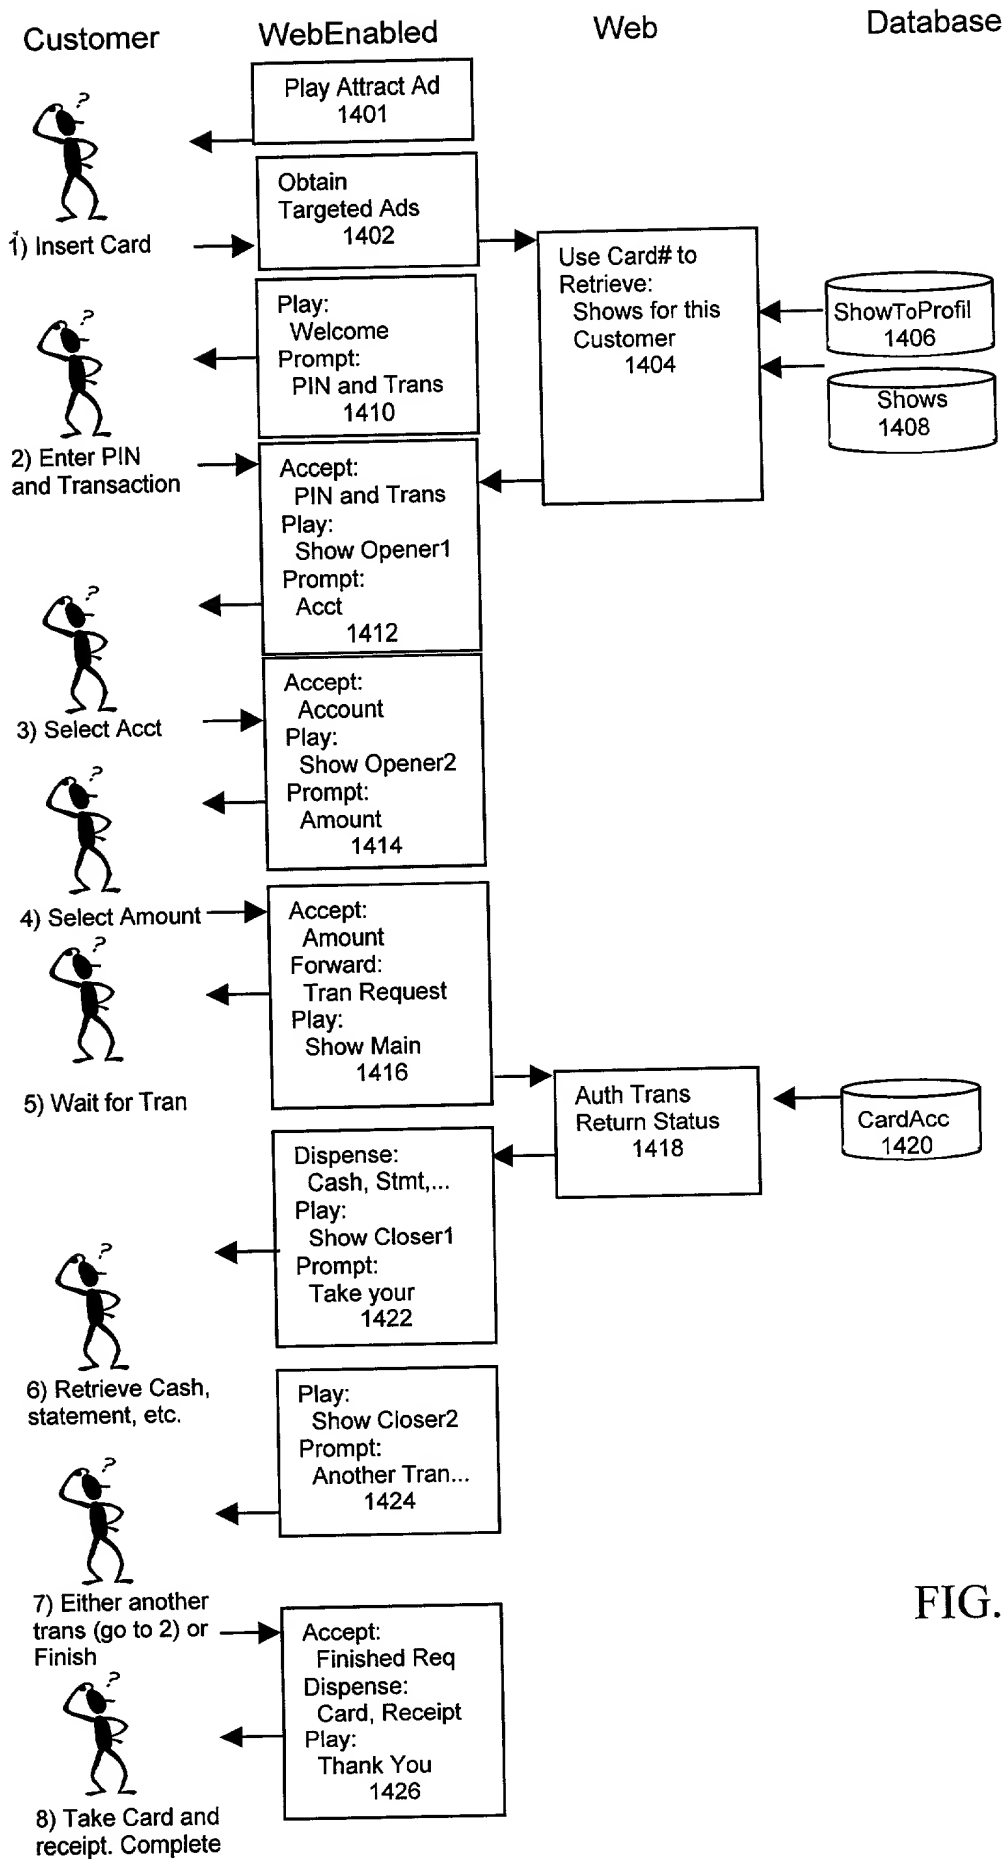 Customer
WebEnabled
Web
Database
Play Attract Ad
1401
?
1) Insert Card
Obtain
Targeted Ads
1402
Use Card# to
Retrieve:
Shows for this
Customer
1404
ShowToProfil
1406
Shows
1408
Play:
Welcome
Prompt:
PIN and Trans
1410
?
2) Enter PIN
and Transaction
Accept:
PIN and Trans
Play:
Show Opener1
Prompt:
Acct
1412
?
3) Select Acct
Accept:
Account
Play:
Show Opener2
Prompt:
Amount
1414
?
4) Select Amount
Accept:
Amount
Forward:
Tran Request
Play:
Show Main
1416
?
5) Wait for Tran
Auth Trans
Return Status
1418
CardAcc
1420
Dispense:
Cash, Stmt,...
Play:
Show Closer1
Prompt:
Take your
1422
?
6) Retrieve Cash,
statement, etc.
Play:
Show Closer2
Prompt:
Another Tran...
1424
?
7) Either another
trans (go to 2) or
Finish
Accept:
Finished Req
Dispense:
Card, Receipt
Play:
Thank You
1426
?
8) Take Card and
receipt. Complete
FIG.